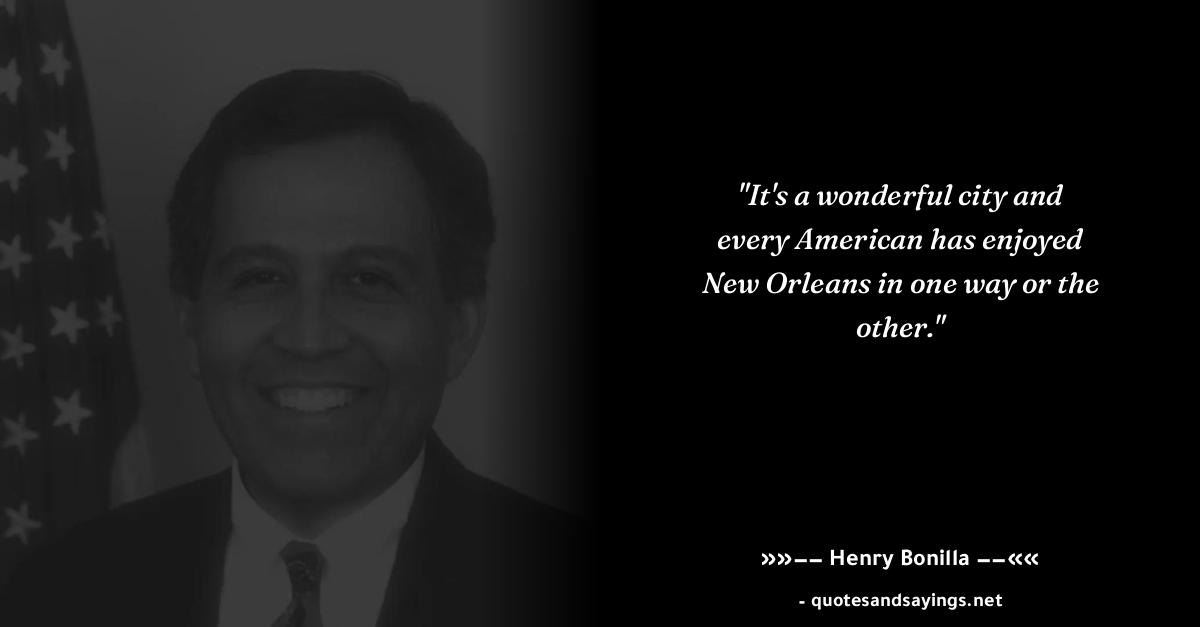 "It's a wonderful city and
every American has enjoyed
New Orleans in one way or the
other."
»»−− Henry Bonilla −−««
- quotesandsayings.net